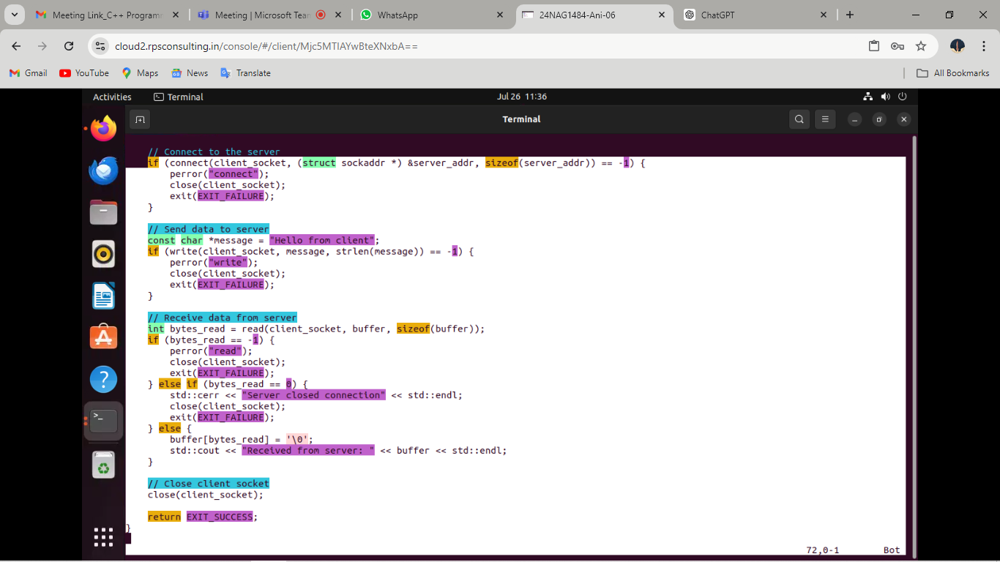 Meeting Link_C++ Program
Meeting | Microsoft Tean
WhatsApp
24NAG1484-Ani-06
ChatGPT
cloud2.rpsconsulting.in/console/#/client/Mjc5MTlAYwBteXNxbA==
Gmail
YouTube
Maps
News
Translate
All Bookmarks
Activities
Terminal
Jul 26 11:36
Terminal
// Connect to the server
if (connect(client_socket, (struct sockaddr *) &server_addr, sizeof(server_addr)) == -1) {
perror("connect");
close(client_socket);
exit(EXIT_FAILURE);
}
// Send data to server
const char *message = "Hello from client";
if (write(client_socket, message, strlen(message)) == -1) {
perror("write");
close(client_socket);
exit(EXIT_FAILURE);
}
// Receive data from server
int bytes_read = read(client_socket, buffer, sizeof(buffer));
if (bytes_read == -1) {
perror("read");
close(client_socket);
exit(EXIT_FAILURE);
} else if (bytes_read == 0) {
std::cerr << "Server closed connection" << std::endl;
close(client_socket);
exit(EXIT_FAILURE);
} else {
buffer[bytes_read] = '\0';
std::cout << "Received from server: " << buffer << std::endl;
}
// Close client socket
close(client_socket);
return EXIT_SUCCESS;
}
72,0-1 Bot